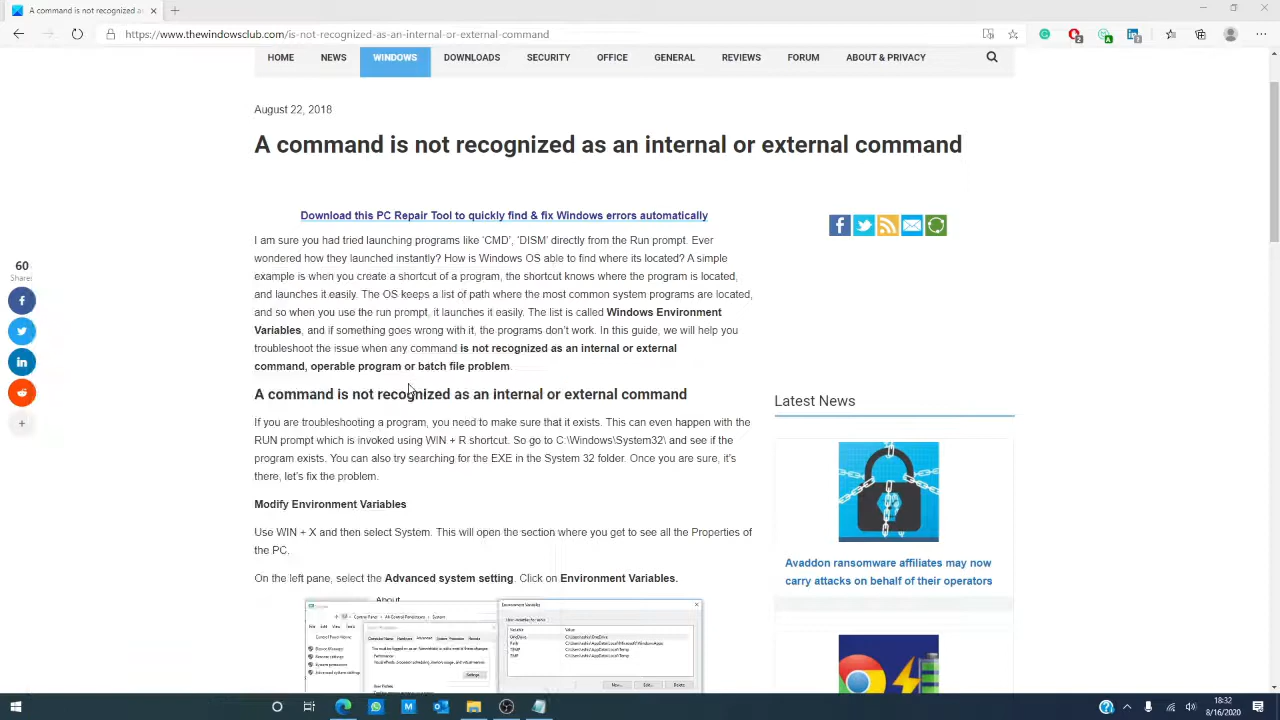 A command is not recognized as
https://www.thewindowsclub.com/is-not-recognized-as-an-internal-or-external-command
HOME NEWS WINDOWS DOWNLOADS SECURITY OFFICE GENERAL REVIEWS FORUM ABOUT & PRIVACY
August 22, 2018
A command is not recognized as an internal or external command
Download this PC Repair Tool to quickly find & fix Windows errors automatically
I am sure you had tried launching programs like ‘CMD’, ‘DISM’ directly from the Run prompt. Ever
wondered how they launched instantly? How is Windows OS able to find where its located? A simple
example is when you create a shortcut of a program, the shortcut knows where the program is located,
and launches it easily. The OS keeps a list of path where the most common system programs are located,
and so when you use the run prompt, it launches it easily. The list is called Windows Environment
Variables, and if something goes wrong with it, the programs don’t work. In this guide, we will help you
troubleshoot the issue when any command is not recognized as an internal or external
command, operable program or batch file problem.
60
Shares
A command is not recognized as an internal or external command
If you are troubleshooting a program, you need to make sure that it exists. This can even happen with the
RUN prompt which is invoked using WIN + R shortcut. So go to C:\Windows\System32\ and see if the
program exists. You can also try searching for the EXE in the System 32 folder. Once you are sure, it’s
there, let’s fix the problem.
Modify Environment Variables
Use WIN + X and then select System. This will open the section where you get to see all the Properties of
the PC.
On the left pane, select the Advanced system setting. Click on Environment Variables.
About
Environment Variables
Latest News
Avaddon ransomware affiliates may now
carry attacks on behalf of their operators
18:32
8/16/2020